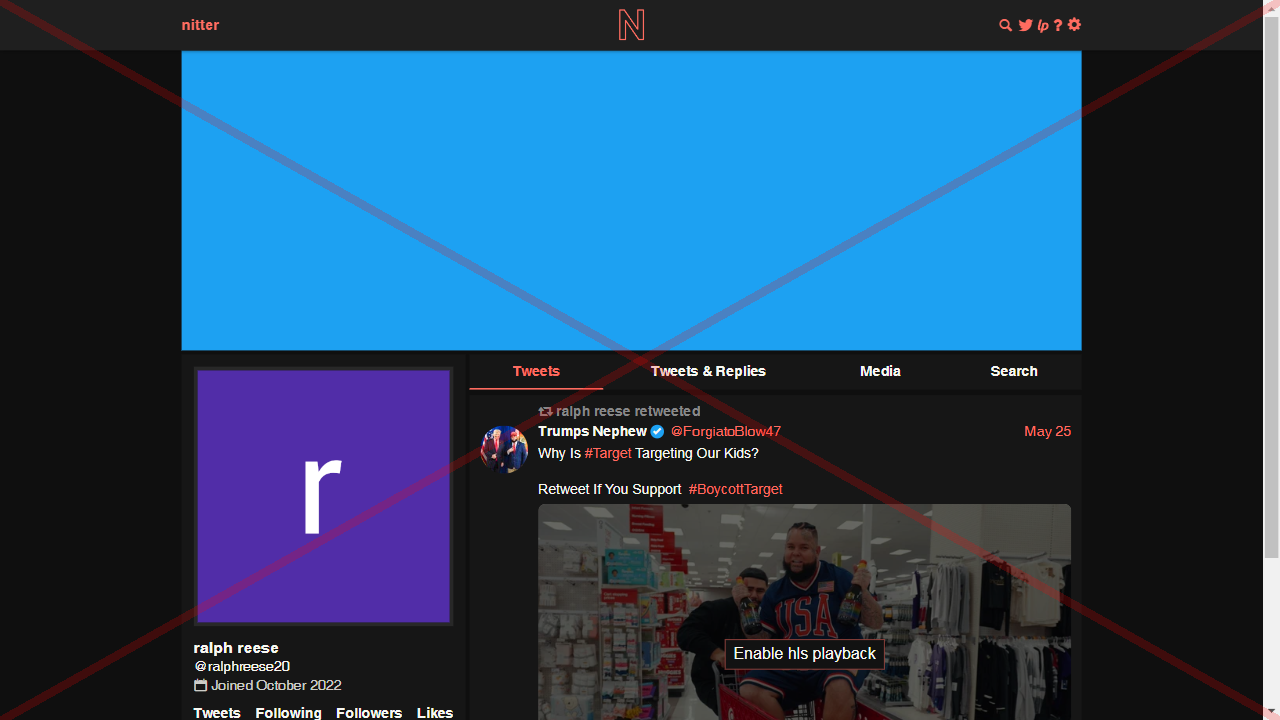 nitter
N
lp ?
Tweets Tweets & Replies Media Search
r
ralph reese retweeted
Trumps Nephew @ForgiatoBlow47 May 25
Why Is #Target Targeting Our Kids?
Retweet If You Support #BoycottTarget
USA
Enable hls playback
ralph reese
@ralphreese20
Joined October 2022
Tweets Following Followers Likes